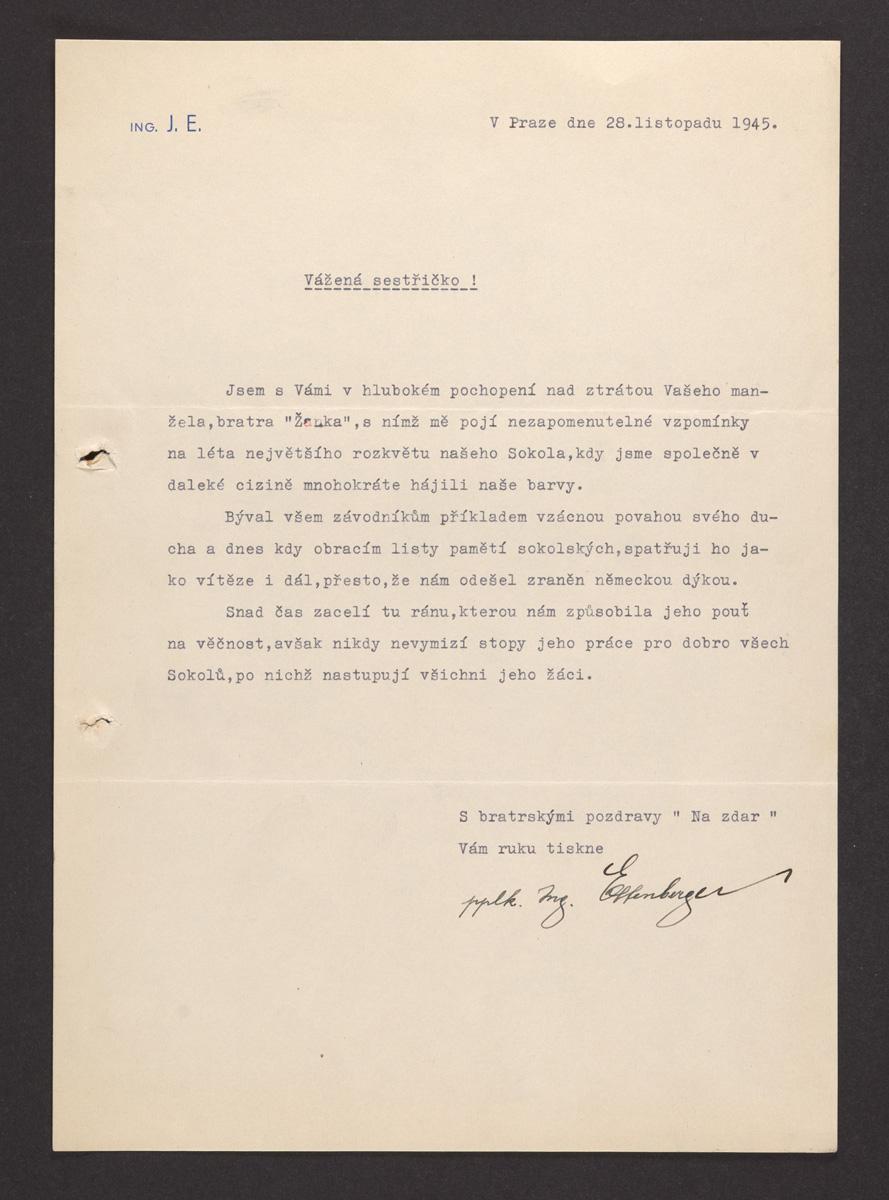 ING. J. E.
V Praze dne 28.listopadu 1945.
Vážená sestřičko !
Jsem s Vámi v hlubokém pochopení nad ztrátou Vašeho man-
žela,bratra "Žanka",s nímž mě pojí nezapomenutelné vzpomínky
na léta největšího rozkvětu našeho Sokola,kdy jsme společně v
daleké cizině mnohokráte hájili naše barvy.
Býval všem závodníkům příkladem vzácnou povahou svého du-
cha a dnes kdy obracím listy pamětí sokolských,spatřuji ho ja-
ko vítěze i dál,přesto,že nám odešel zraněn německou dýkou.
Snad čas zacelí tu ránu,kterou nám způsobila jeho pouť
na věčnost,avšak nikdy nevymizí stopy jeho práce pro dobro všech
Sokolů,po nichž nastupují všichni jeho žáci.
S bratrskými pozdravy " Na zdar "
Vám ruku tiskne
pplk. Ing. Effenberger